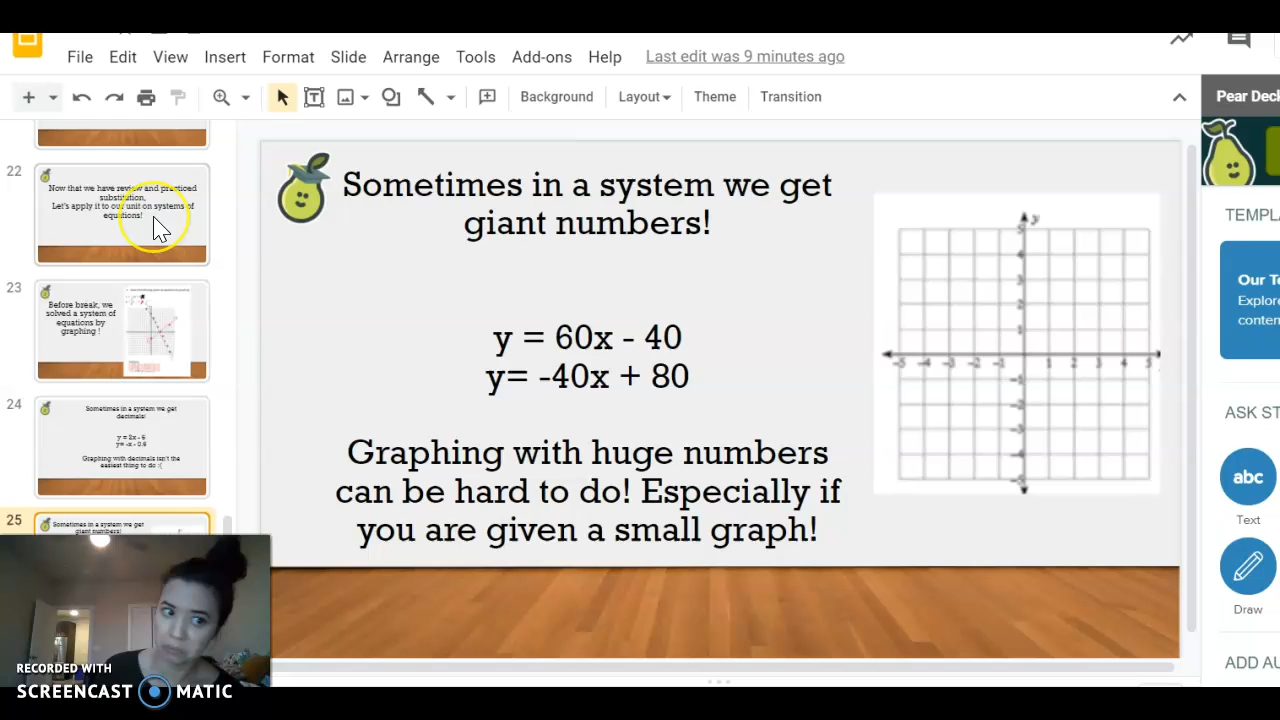 File Edit View Insert Format Slide Arrange Tools Add-ons Help Last edit was 9 minutes ago
Background Layout Theme Transition
Pear Deck
22
Now that we have review and practiced
substitution,
Let's apply it to our unit on systems of
equations!
23
Before break, we
solved a system of
equations by
graphing !
24
Sometimes in a system we get
decimals!
y = 2x - 6
Graphing with decimals isn't the
easiest thing to do :(
25
Sometimes in a system we get
giant numbers!
Sometimes in a system we get
giant numbers!
y = 60x - 40
y= -40x + 80
Graphing with huge numbers
can be hard to do! Especially if
you are given a small graph!
y
5
4
3
2
1
-5 -4 -3 -2 -1 1 2 3 4 5
-1
-2
-3
-4
-5
TEMPLA
Our Te
Explore
conten
ASK ST
abc
Text
Draw
ADD AU
RECORDED WITH
SCREENCAST MATIC